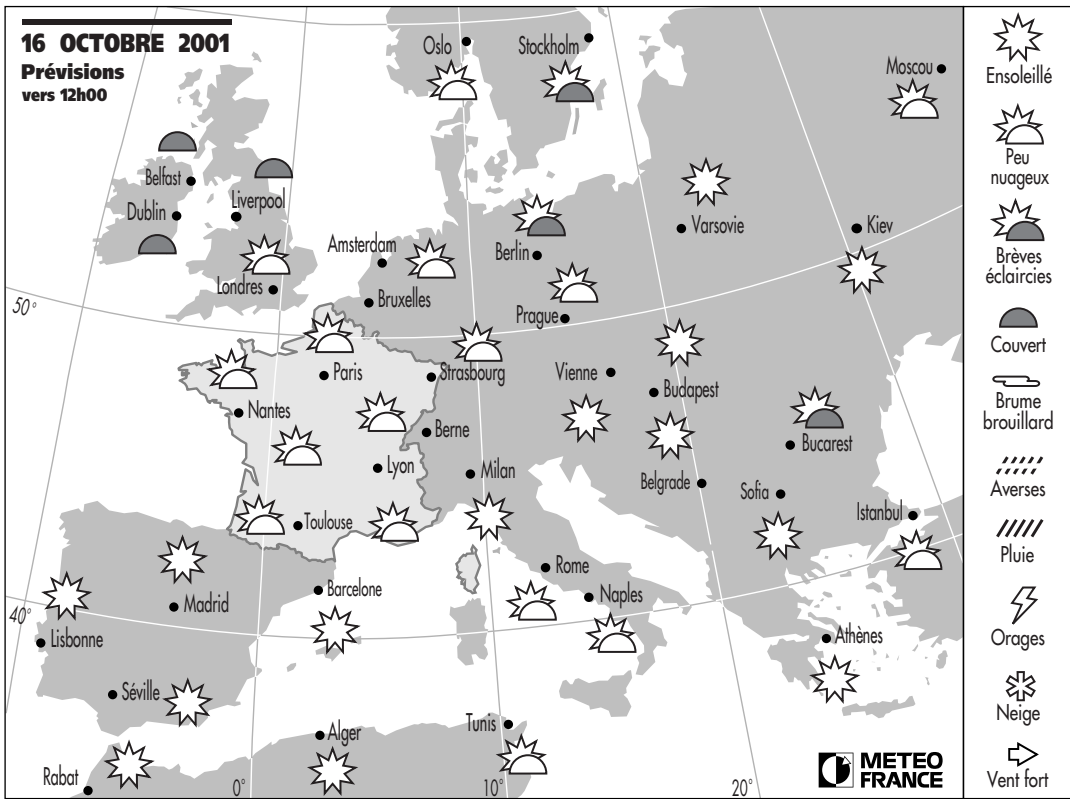 16 OCTOBRE 2001
Prévisions
vers 12h00
Oslo
Stockholm
Moscou
Belfast
Dublin
Liverpool
Varsovie
Kiev
Amsterdam
Berlin
Londres
Bruxelles
50°
Prague
Paris
Strasbourg
Vienne
Budapest
Nantes
Berne
Bucarest
Lyon
Milan
Belgrade
Sofia
Istanbul
Toulouse
Rome
Barcelone
Naples
Madrid
40°
Lisbonne
Athènes
Séville
Tunis
Alger
Rabat
0°
10°
20°
METEO
FRANCE
Ensoleillé
Peu
nuageux
Brèves
éclaircies
Couvert
Brume
brouillard
Averses
Pluie
Orages
Neige
Vent fort